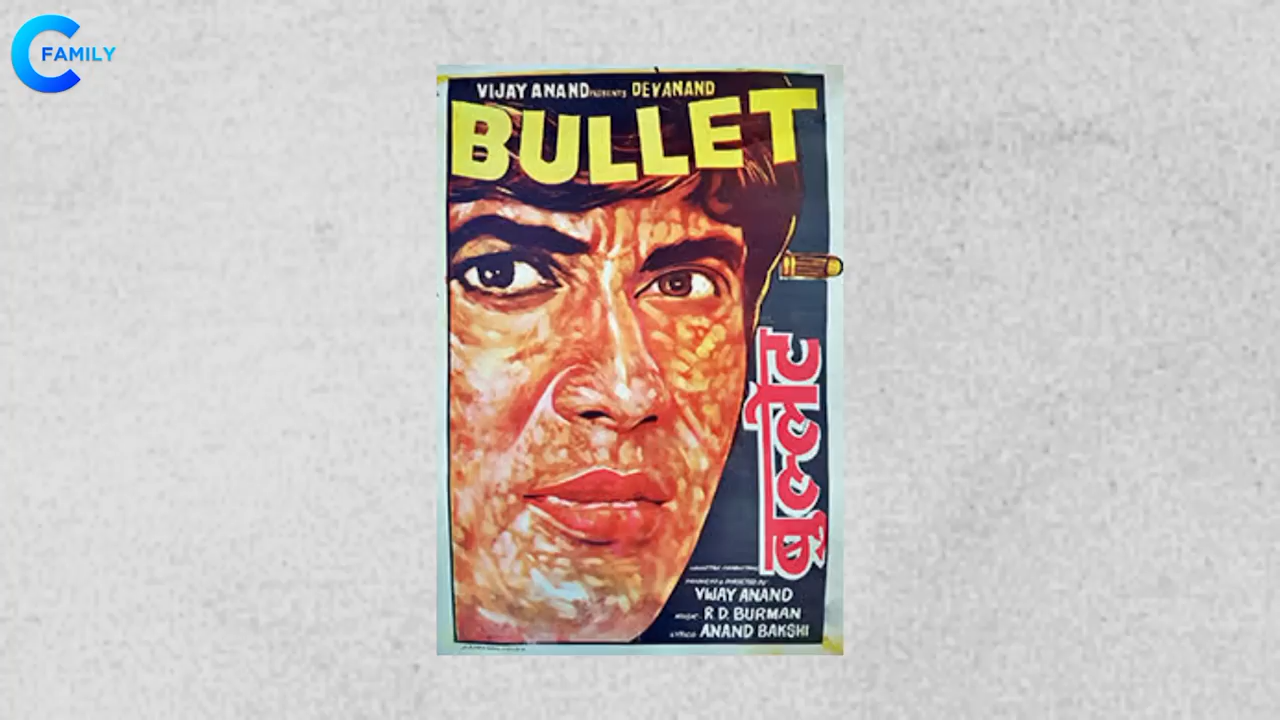 FAMILY
VIJAY ANAND PRESENTS DEVANAND
BULLET
बुल्लेट
PRODUCED & DIRECTED BY
VIJAY ANAND
MUSIC R.D. BURMAN
LYRICS ANAND BAKSHI